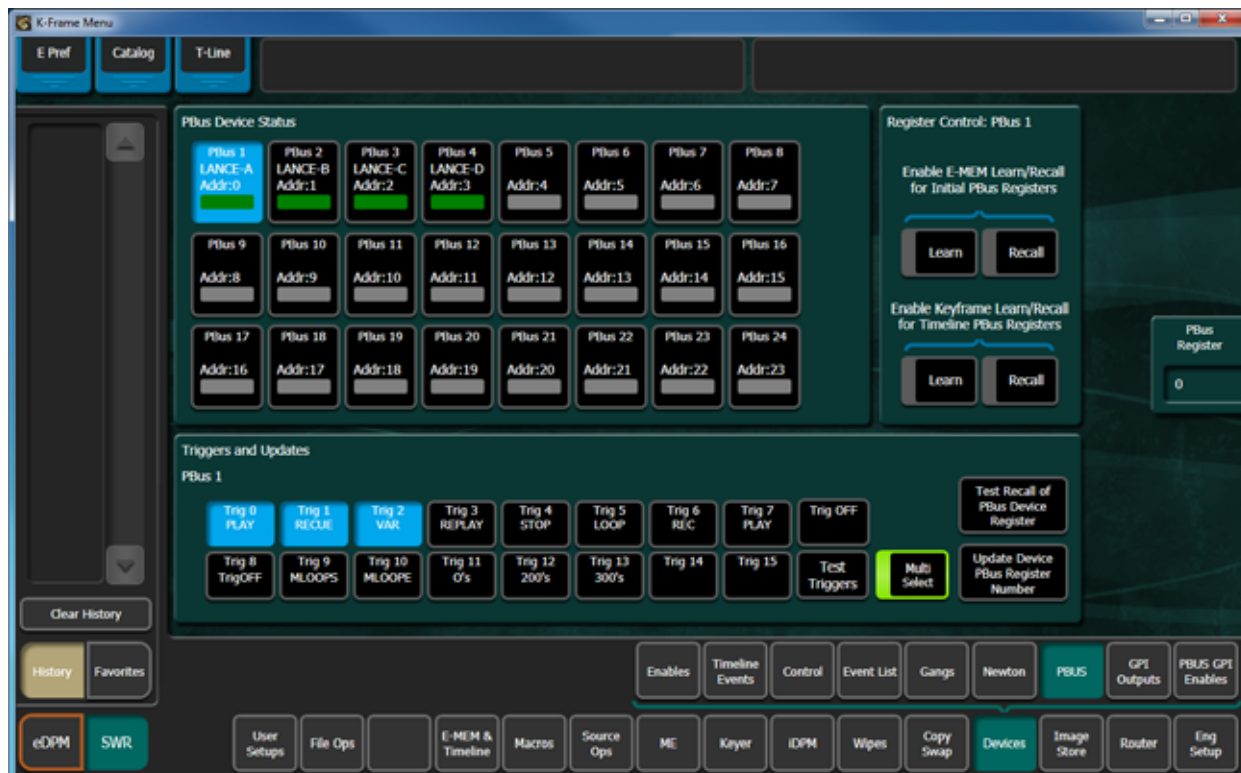 K-Frame Menu
E Pref
Catalog
T-Line
PBus Device Status
PBus 1
LANCE-A
Addr:0
PBus 2
LANCE-B
Addr:1
PBus 3
LANCE-C
Addr:2
PBus 4
LANCE-D
Addr:3
PBus 5
Addr:4
PBus 6
Addr:5
PBus 7
Addr:6
PBus 8
Addr:7
PBus 9
Addr:8
PBus 10
Addr:9
PBus 11
Addr:10
PBus 12
Addr:11
PBus 13
Addr:12
PBus 14
Addr:13
PBus 15
Addr:14
PBus 16
Addr:15
PBus 17
Addr:16
PBus 18
Addr:17
PBus 19
Addr:18
PBus 20
Addr:19
PBus 21
Addr:20
PBus 22
Addr:21
PBus 23
Addr:22
PBus 24
Addr:23
Register Control: PBus 1
Enable E-MEM Learn/Recall
for Initial PBus Registers
Learn
Recall
Enable Keyframe Learn/Recall
for Timeline PBus Registers
Learn
Recall
PBus
Register
0
Triggers and Updates
PBus 1
Trig 0
PLAY
Trig 1
RECUE
Trig 2
VAR
Trig 3
REPLAY
Trig 4
STOP
Trig 5
LOOP
Trig 6
REC
Trig 7
PLAY
Trig OFF
Test Recall of
PBus Device
Register
Trig 8
TrigOFF
Trig 9
MLOOPS
Trig 10
MLOOPE
Trig 11
0's
Trig 12
200's
Trig 13
300's
Trig 14
Trig 15
Test
Triggers
Multi
Select
Update Device
PBus Register
Number
Clear History
History
Favorites
Enables
Timeline
Events
Control
Event List
Gangs
Newton
PBUS
GPI
Outputs
PBUS GPI
Enables
eDPM
SWR
User
Setups
File Ops
E-MEM &
Timeline
Macros
Source
Ops
ME
Keyer
iDPM
Wipes
Copy
Swap
Devices
Image
Store
Router
Eng
Setup